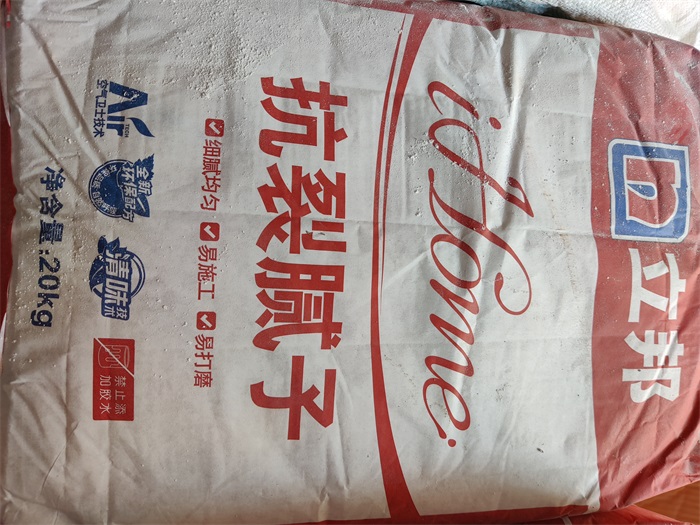 立邦
iHome
抗裂腻子
细腻均匀 易施工 易打磨
Air
空气卫士技术
全新
环保配方
清味技术
禁止添
加胶水
净含量:20kg